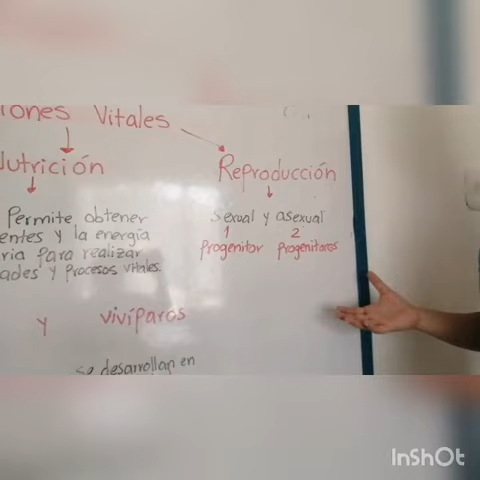 iones Vitales
Nutrición
Reproducción
Permite obtener
entes y la energía
ria para realizar
ades y procesos vitales.
sexual y asexual
1 2
Progenitor Progenitores
y vivíparos
se desarrollan en
InShOt